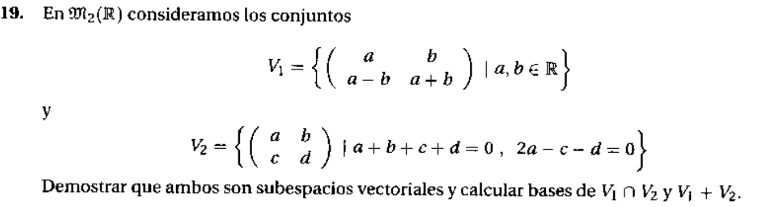 19. En 𝔐₂(ℝ) consideramos los conjuntos
V₁ = { ( a b ; a − b a + b ) | a, b ∈ ℝ }
y
V₂ = { ( a b ; c d ) | a + b + c + d = 0 , 2a − c − d = 0 }
Demostrar que ambos son subespacios vectoriales y calcular bases de V₁ ∩ V₂ y V₁ + V₂.